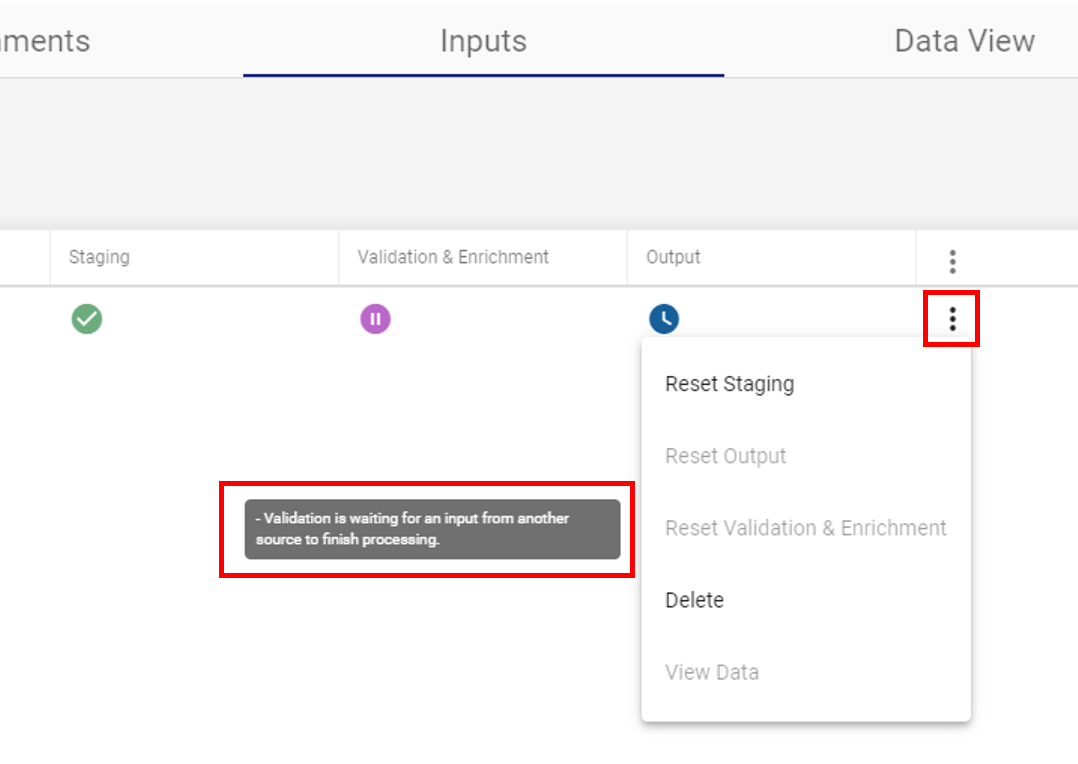 Inputs
Data View
Staging
Validation & Enrichment
Output
Reset Staging
Reset Output
- Validation is waiting for an input from another
source to finish processing.
Reset Validation & Enrichment
Delete
View Data